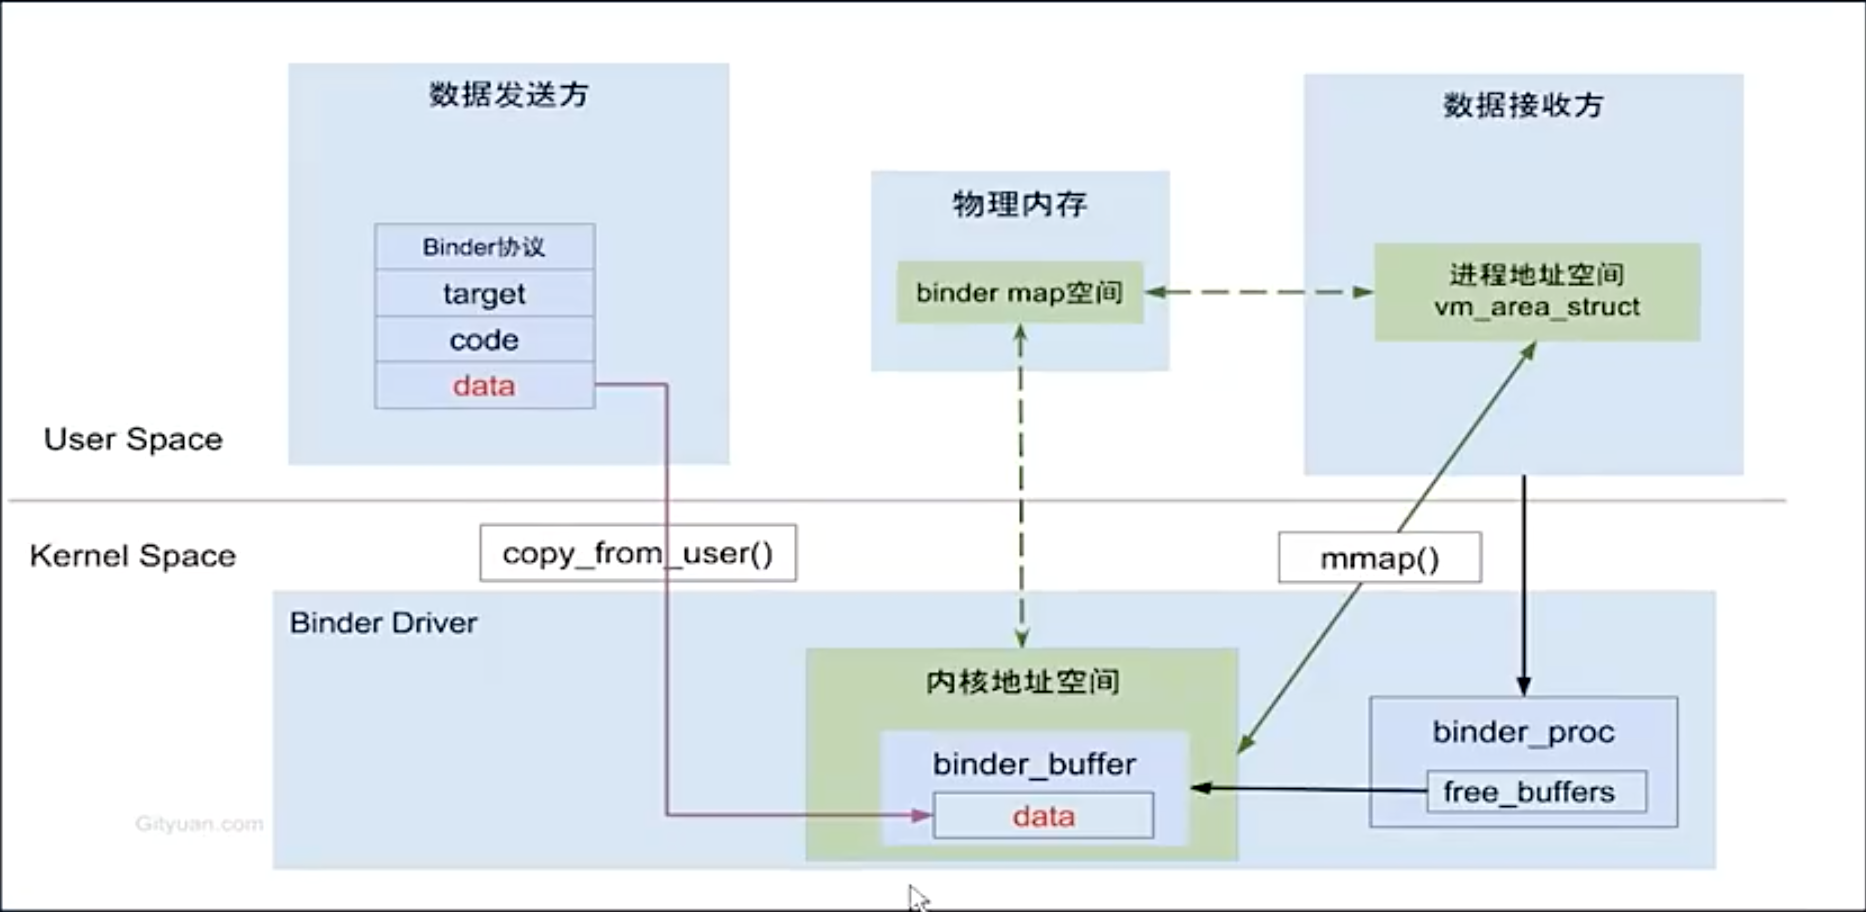 数据发送方
数据接收方
物理内存
Binder协议
target
code
data
binder map空间
进程地址空间
vm_area_struct
User Space
Kernel Space
copy_from_user()
mmap()
Binder Driver
内核地址空间
binder_buffer
data
binder_proc
free_buffers
Gityuan.com